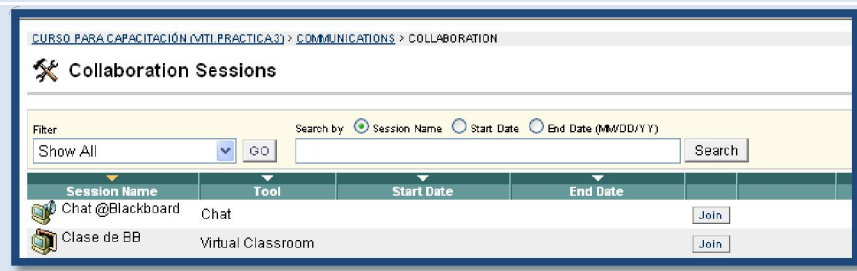 CURSO PARA CAPACITACIÓN (VITI.PRACTICA3) > COMMUNICATIONS > COLLABORATION
Collaboration Sessions
Filter
Search by Session Name Start Date End Date (MM/DD/YY)
Show All GO Search
Session Name Tool Start Date End Date
Chat @Blackboard Chat Join
Clase de BB Virtual Classroom Join